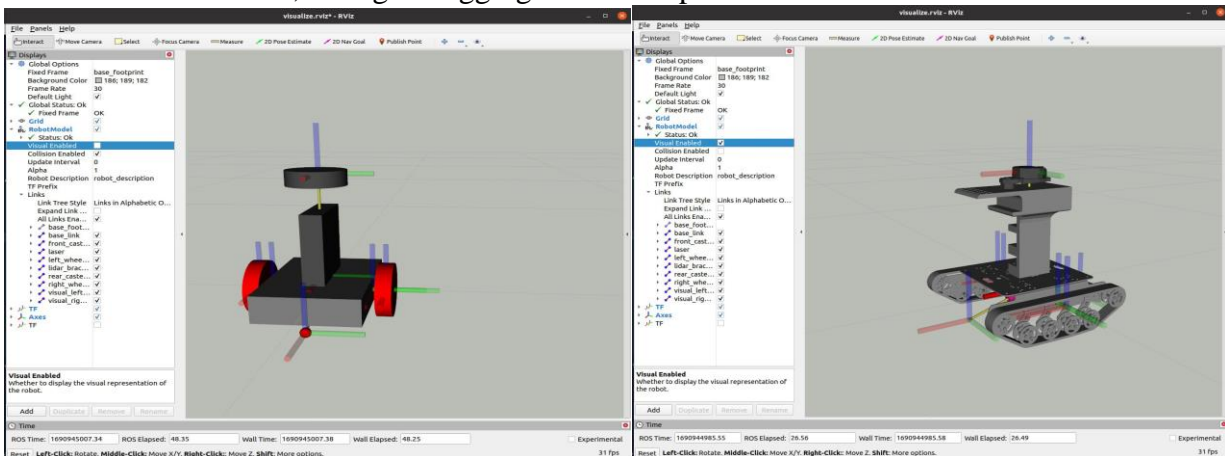 visualize.rviz* - RViz
File Panels Help
Interact Move Camera Select Focus Camera Measure 2D Pose Estimate 2D Nav Goal Publish Point
Displays
Global Options
Fixed Frame base_footprint
Background Color 186; 189; 182
Frame Rate 30
Default Light
Global Status: Ok
Fixed Frame OK
Grid
RobotModel
Status: Ok
Visual Enabled
Collision Enabled
Update Interval 0
Alpha 1
Robot Description robot_description
TF Prefix
Links
Link Tree Style Links in Alphabetic O...
Expand Link ...
All Links Ena...
base_foot...
base_link
front_cast...
laser
left_whee...
lidar_brac...
rear_caste...
right_whe...
visual_left...
visual_rig...
TF
Axes
TF
Visual Enabled
Whether to display the visual representation of
the robot.
Add Duplicate Remove Rename
Time
ROS Time: 1690945007.34 ROS Elapsed: 48.35 Wall Time: 1690945007.38 Wall Elapsed: 48.25 Experimental
Reset Left-Click: Rotate. Middle-Click: Move X/Y. Right-Click: Move Z. Shift: More options. 31 fps
visualize.rviz - RViz
File Panels Help
Interact Move Camera Select Focus Camera Measure 2D Pose Estimate 2D Nav Goal Publish Point
Displays
Global Options
Fixed Frame base_footprint
Background Color 186; 189; 182
Frame Rate 30
Default Light
Global Status: Ok
Fixed Frame OK
Grid
RobotModel
Status: Ok
Visual Enabled
Collision Enabled
Update Interval 0
Alpha 1
Robot Description robot_description
TF Prefix
Links
Link Tree Style Links in Alphabetic O...
Expand Link ...
All Links Ena...
base_foot...
base_link
front_cast...
laser
left_whee...
lidar_brac...
rear_caste...
right_whe...
visual_left...
visual_rig...
TF
Axes
TF
Visual Enabled
Whether to display the visual representation of
the robot.
Add Duplicate Remove Rename
Time
ROS Time: 1690944985.55 ROS Elapsed: 26.56 Wall Time: 1690944985.58 Wall Elapsed: 26.49 Experimental
Reset Left-Click: Rotate. Middle-Click: Move X/Y. Right-Click: Move Z. Shift: More options. 31 fps